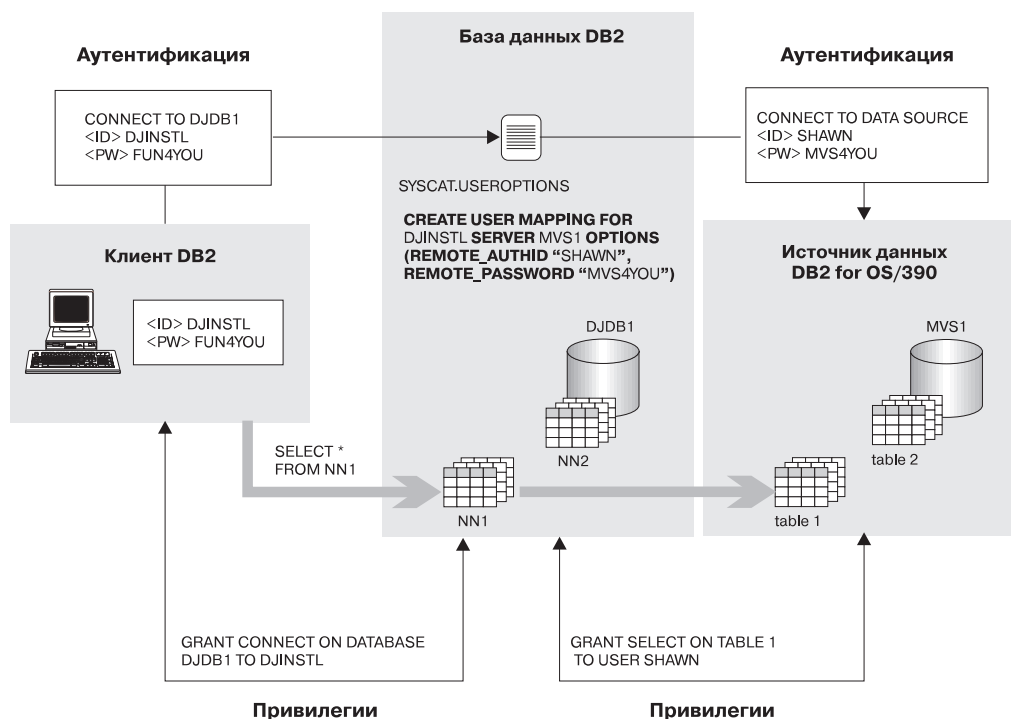 База данных DB2
Аутентификация
Аутентификация
CONNECT TO DJDB1
<ID> DJINSTL
<PW> FUN4YOU
CONNECT TO DATA SOURCE
<ID> SHAWN
<PW> MVS4YOU
SYSCAT.USEROPTIONS
CREATE USER MAPPING FOR
DJINSTL SERVER MVS1 OPTIONS
(REMOTE_AUTHID “SHAWN”,
REMOTE_PASSWORD “MVS4YOU”)
Клиент DB2
<ID> DJINSTL
<PW> FUN4YOU
Источник данных
DB2 for OS/390
DJDB1
MVS1
NN2
table 2
SELECT *
FROM NN1
NN1
table 1
GRANT CONNECT ON DATABASE
DJDB1 TO DJINSTL
GRANT SELECT ON TABLE 1
TO USER SHAWN
Привилегии
Привилегии